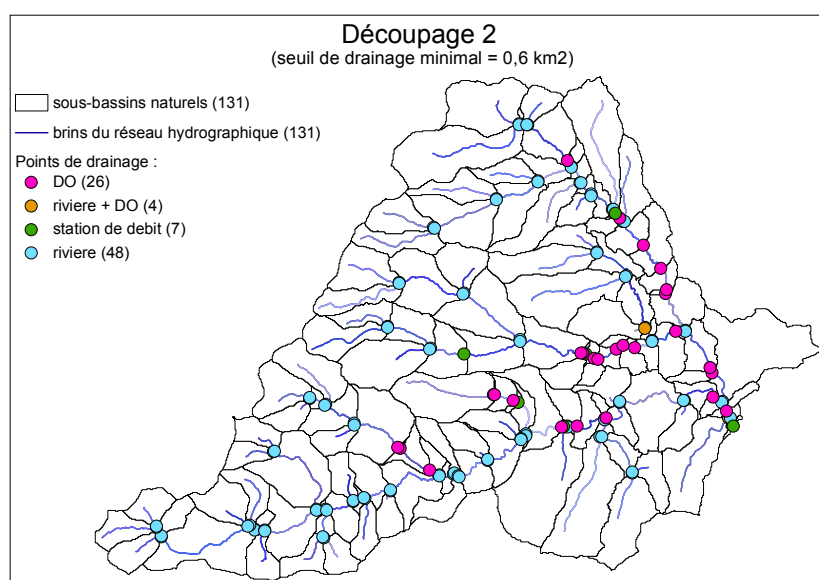 Découpage 2
(seuil de drainage minimal = 0,6 km2)
sous-bassins naturels (131)
brins du réseau hydrographique (131)
Points de drainage :
DO (26)
riviere + DO (4)
station de debit (7)
riviere (48)